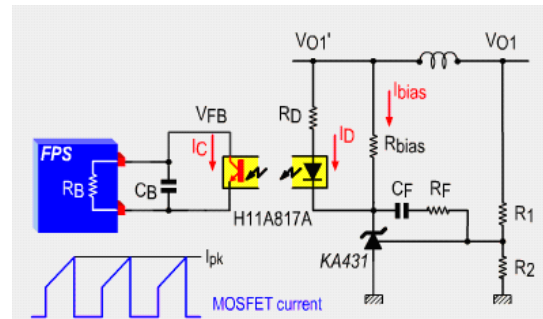 VO1' VO1
Ibias
VFB RD
FPS IC ID Rbias
RB CB CF RF
H11A817A R1
KA431 R2
Ipk
MOSFET current